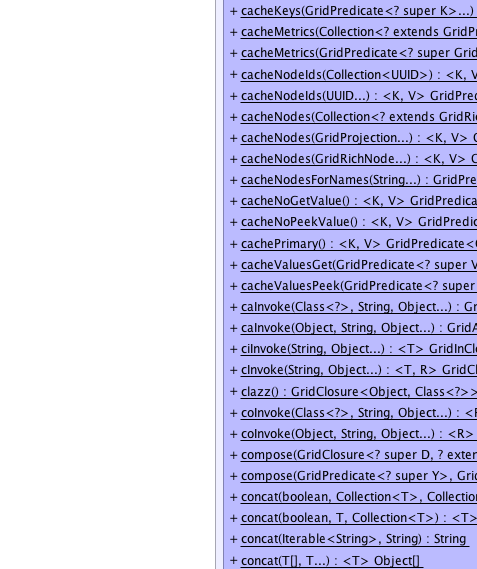 + cacheKeys(GridPredicate<? super K>...)
+ cacheMetrics(Collection<? extends GridPr
+ cacheMetrics(GridPredicate<? super Grid
+ cacheNodeIds(Collection<UUID>) : <K, V
+ cacheNodeIds(UUID...) : <K, V> GridPred
+ cacheNodes(Collection<? extends GridRic
+ cacheNodes(GridProjection...) : <K, V> G
+ cacheNodes(GridRichNode...) : <K, V> G
+ cacheNodesForNames(String...) : GridPre
+ cacheNoGetValue() : <K, V> GridPredica
+ cacheNoPeekValue() : <K, V> GridPredic
+ cachePrimary() : <K, V> GridPredicate<
+ cacheValuesGet(GridPredicate<? super V
+ cacheValuesPeek(GridPredicate<? super
+ caInvoke(Class<?>, String, Object...) : Gr
+ caInvoke(Object, String, Object...) : GridA
+ ciInvoke(String, Object...) : <T> GridInCl
+ cInvoke(String, Object...) : <T, R> GridCl
+ clazz() : GridClosure<Object, Class<?>>
+ coInvoke(Class<?>, String, Object...) : <R
+ coInvoke(Object, String, Object...) : <R>
+ compose(GridClosure<? super D, ? exten
+ compose(GridPredicate<? super Y>, Grid
+ concat(boolean, Collection<T>, Collection
+ concat(boolean, T, Collection<T>) : <T>
+ concat(Iterable<String>, String) : String
+ concat(T[], T...) : <T> Object[]